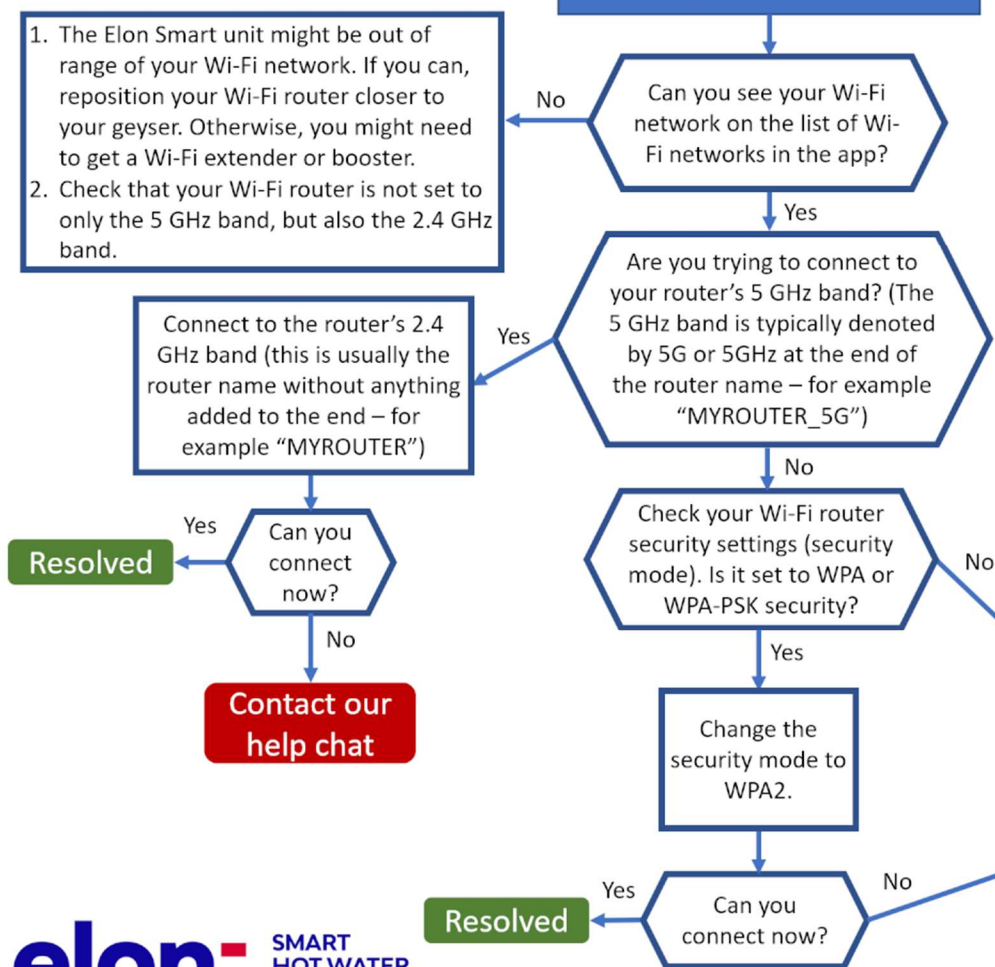 1. The Elon Smart unit might be out of
range of your Wi-Fi network. If you can,
reposition your Wi-Fi router closer to
your geyser. Otherwise, you might need
to get a Wi-Fi extender or booster.
2. Check that your Wi-Fi router is not set to
only the 5 GHz band, but also the 2.4 GHz
band.
No
Can you see your Wi-Fi
network on the list of Wi-
Fi networks in the app?
Yes
Are you trying to connect to
your router’s 5 GHz band? (The
5 GHz band is typically denoted
by 5G or 5GHz at the end of
the router name – for example
“MYROUTER_5G”)
Yes
Connect to the router’s 2.4
GHz band (this is usually the
router name without anything
added to the end – for
example “MYROUTER”)
No
Can you
connect
now?
Yes
Resolved
No
Contact our
help chat
Check your Wi-Fi router
security settings (security
mode). Is it set to WPA or
WPA-PSK security?
No
Yes
Change the
security mode to
WPA2.
Can you
connect now?
Yes
Resolved
No
elon
SMART
HOT WATER